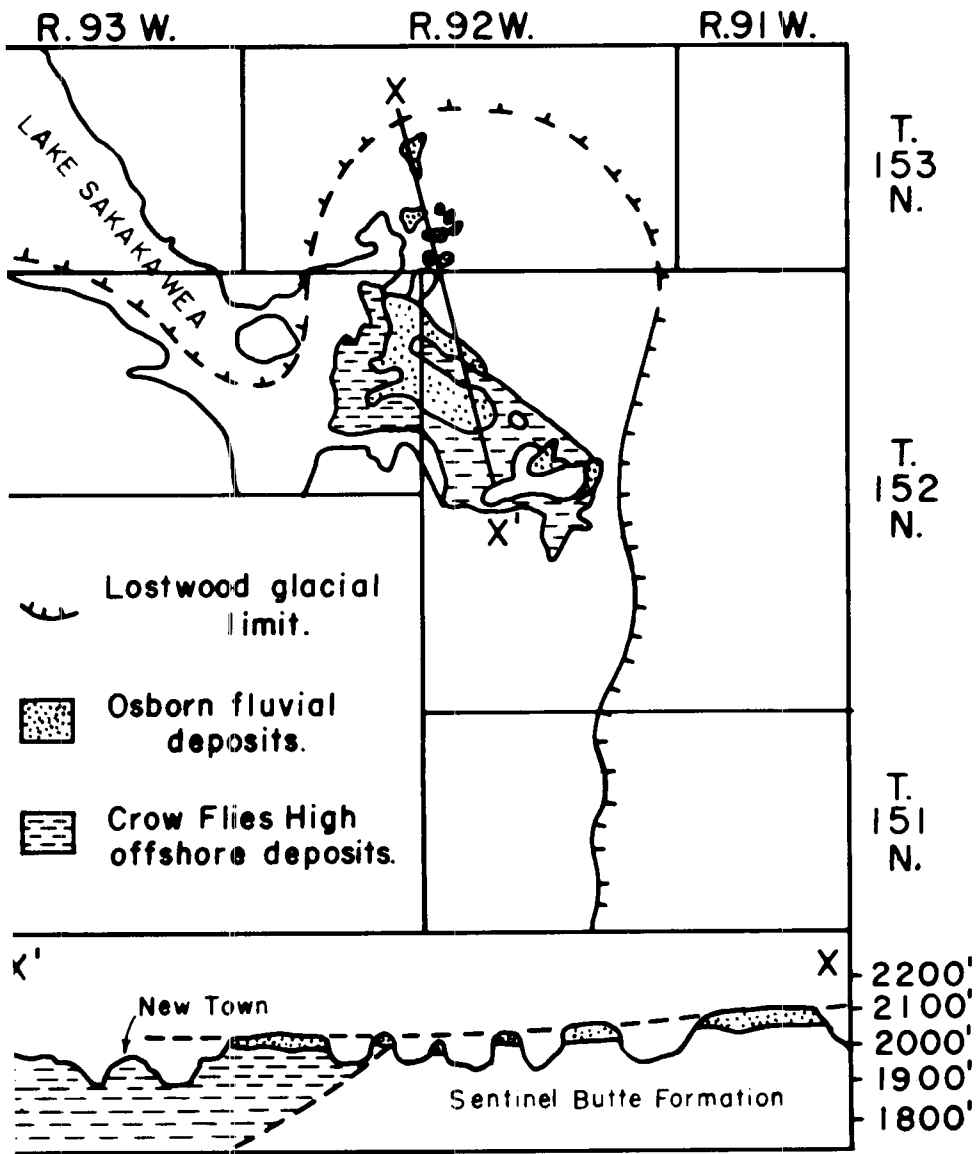 R.93 W. R.92 W. R.91 W.
X
LAKE SAKAKAWEA
T.
153
N.
T.
152
N.
X'
Lostwood glacial
limit.
Osborn fluvial
deposits.
Crow Flies High
offshore deposits.
T.
151
N.
X' X
New Town
2200'
2100'
2000'
1900'
1800'
Sentinel Butte Formation